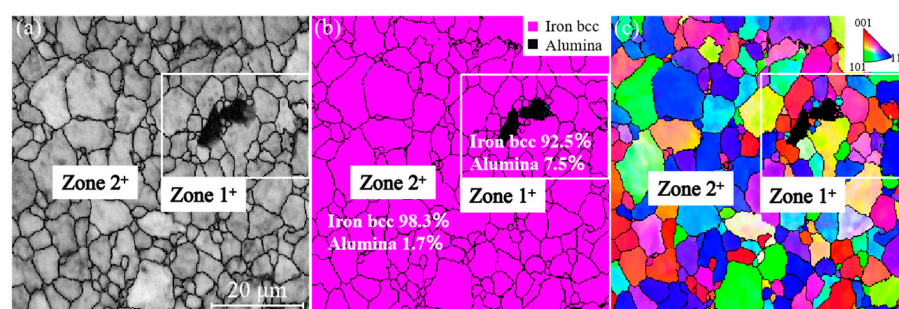 (a)
Zone 2+
Zone 1+
20 μm
(b)
Iron bcc
Alumina
Iron bcc 92.5%
Alumina 7.5%
Zone 2+
Zone 1+
Iron bcc 98.3%
Alumina 1.7%
(c)
001
101
Zone 2+
Zone 1+